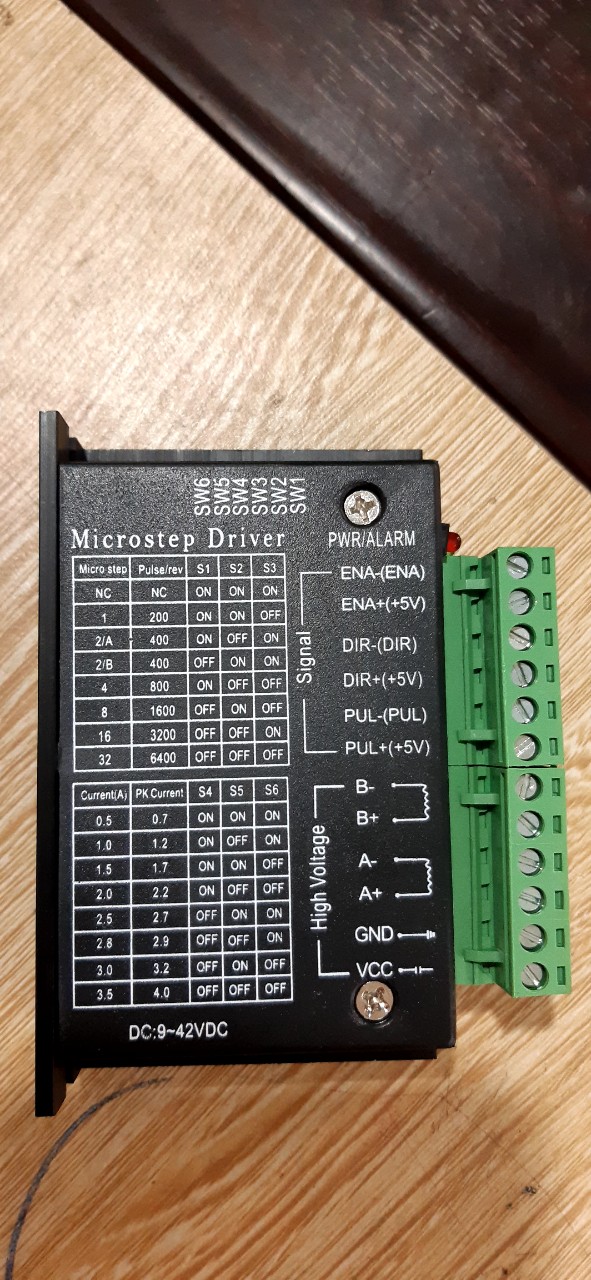 SW6
SW5
SW4
SW3
SW2
SW1
Microstep Driver
Micro step Pulse/rev S1 S2 S3
NC NC ON ON ON
1 200 ON ON OFF
2/A 400 ON OFF ON
2/B 400 OFF ON ON
4 800 ON OFF OFF
8 1600 OFF ON OFF
16 3200 OFF OFF ON
32 6400 OFF OFF OFF
Current(A) PK Current S4 S5 S6
0.5 0.7 ON ON ON
1.0 1.2 ON OFF ON
1.5 1.7 ON ON OFF
2.0 2.2 ON OFF OFF
2.5 2.7 OFF ON ON
2.8 2.9 OFF OFF ON
3.0 3.2 OFF ON OFF
3.5 4.0 OFF OFF OFF
DC:9~42VDC
PWR/ALARM
Signal
ENA-(ENA)
ENA+(+5V)
DIR-(DIR)
DIR+(+5V)
PUL-(PUL)
PUL+(+5V)
High Voltage
B-
B+
A-
A+
GND
VCC